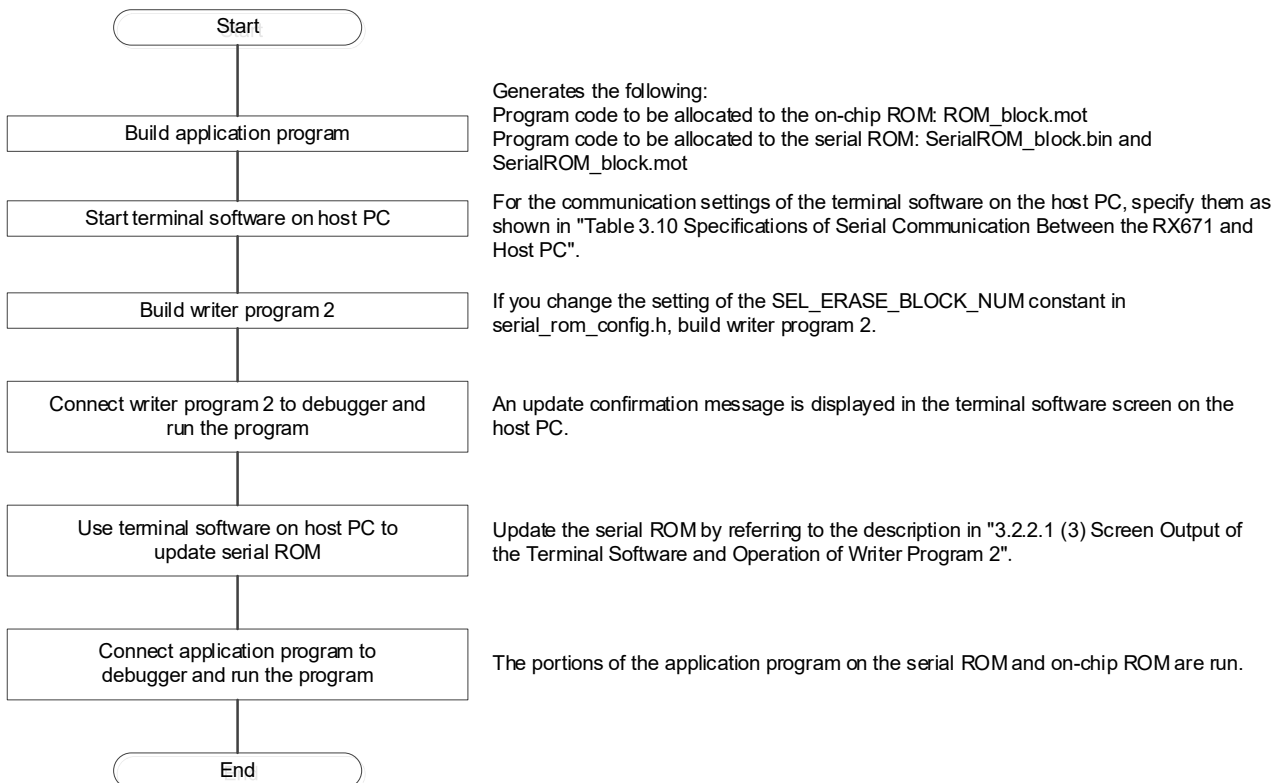 Start
Build application program
Generates the following:
Program code to be allocated to the on-chip ROM: ROM_block.mot
Program code to be allocated to the serial ROM: SerialROM_block.bin and
SerialROM_block.mot
Start terminal software on host PC
For the communication settings of the terminal software on the host PC, specify them as
shown in "Table 3.10 Specifications of Serial Communication Between the RX671 and
Host PC".
Build writer program 2
If you change the setting of the SEL_ERASE_BLOCK_NUM constant in
serial_rom_config.h, build writer program 2.
Connect writer program 2 to debugger and
run the program
An update confirmation message is displayed in the terminal software screen on the
host PC.
Use terminal software on host PC to
update serial ROM
Update the serial ROM by referring to the description in "3.2.2.1 (3) Screen Output of
the Terminal Software and Operation of Writer Program 2".
Connect application program to
debugger and run the program
The portions of the application program on the serial ROM and on-chip ROM are run.
End